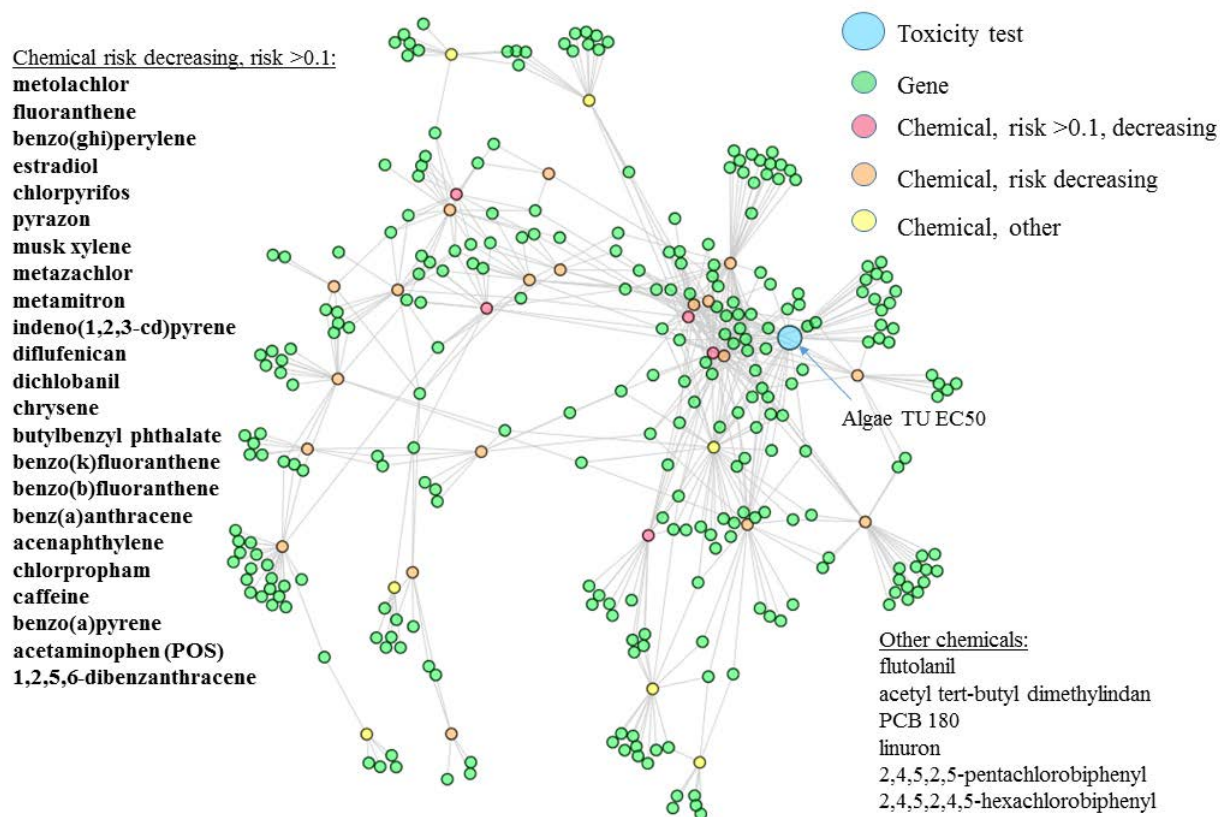 Chemical risk decreasing, risk >0.1:
metolachlor
fluoranthene
benzo(ghi)perylene
estradiol
chlorpyrifos
pyrazon
musk xylene
metazachlor
metamitron
indeno(1,2,3-cd)pyrene
diflufenican
dichlobanil
chrysene
butylbenzyl phthalate
benzo(k)fluoranthene
benzo(b)fluoranthene
benz(a)anthracene
acenaphthylene
chlorpropham
caffeine
benzo(a)pyrene
acetaminophen (POS)
1,2,5,6-dibenzanthracene
Toxicity test
Gene
Chemical, risk >0.1, decreasing
Chemical, risk decreasing
Chemical, other
Algae TU EC50
Other chemicals:
flutolanil
acetyl tert-butyl dimethylindan
PCB 180
linuron
2,4,5,2,5-pentachlorobiphenyl
2,4,5,2,4,5-hexachlorobiphenyl